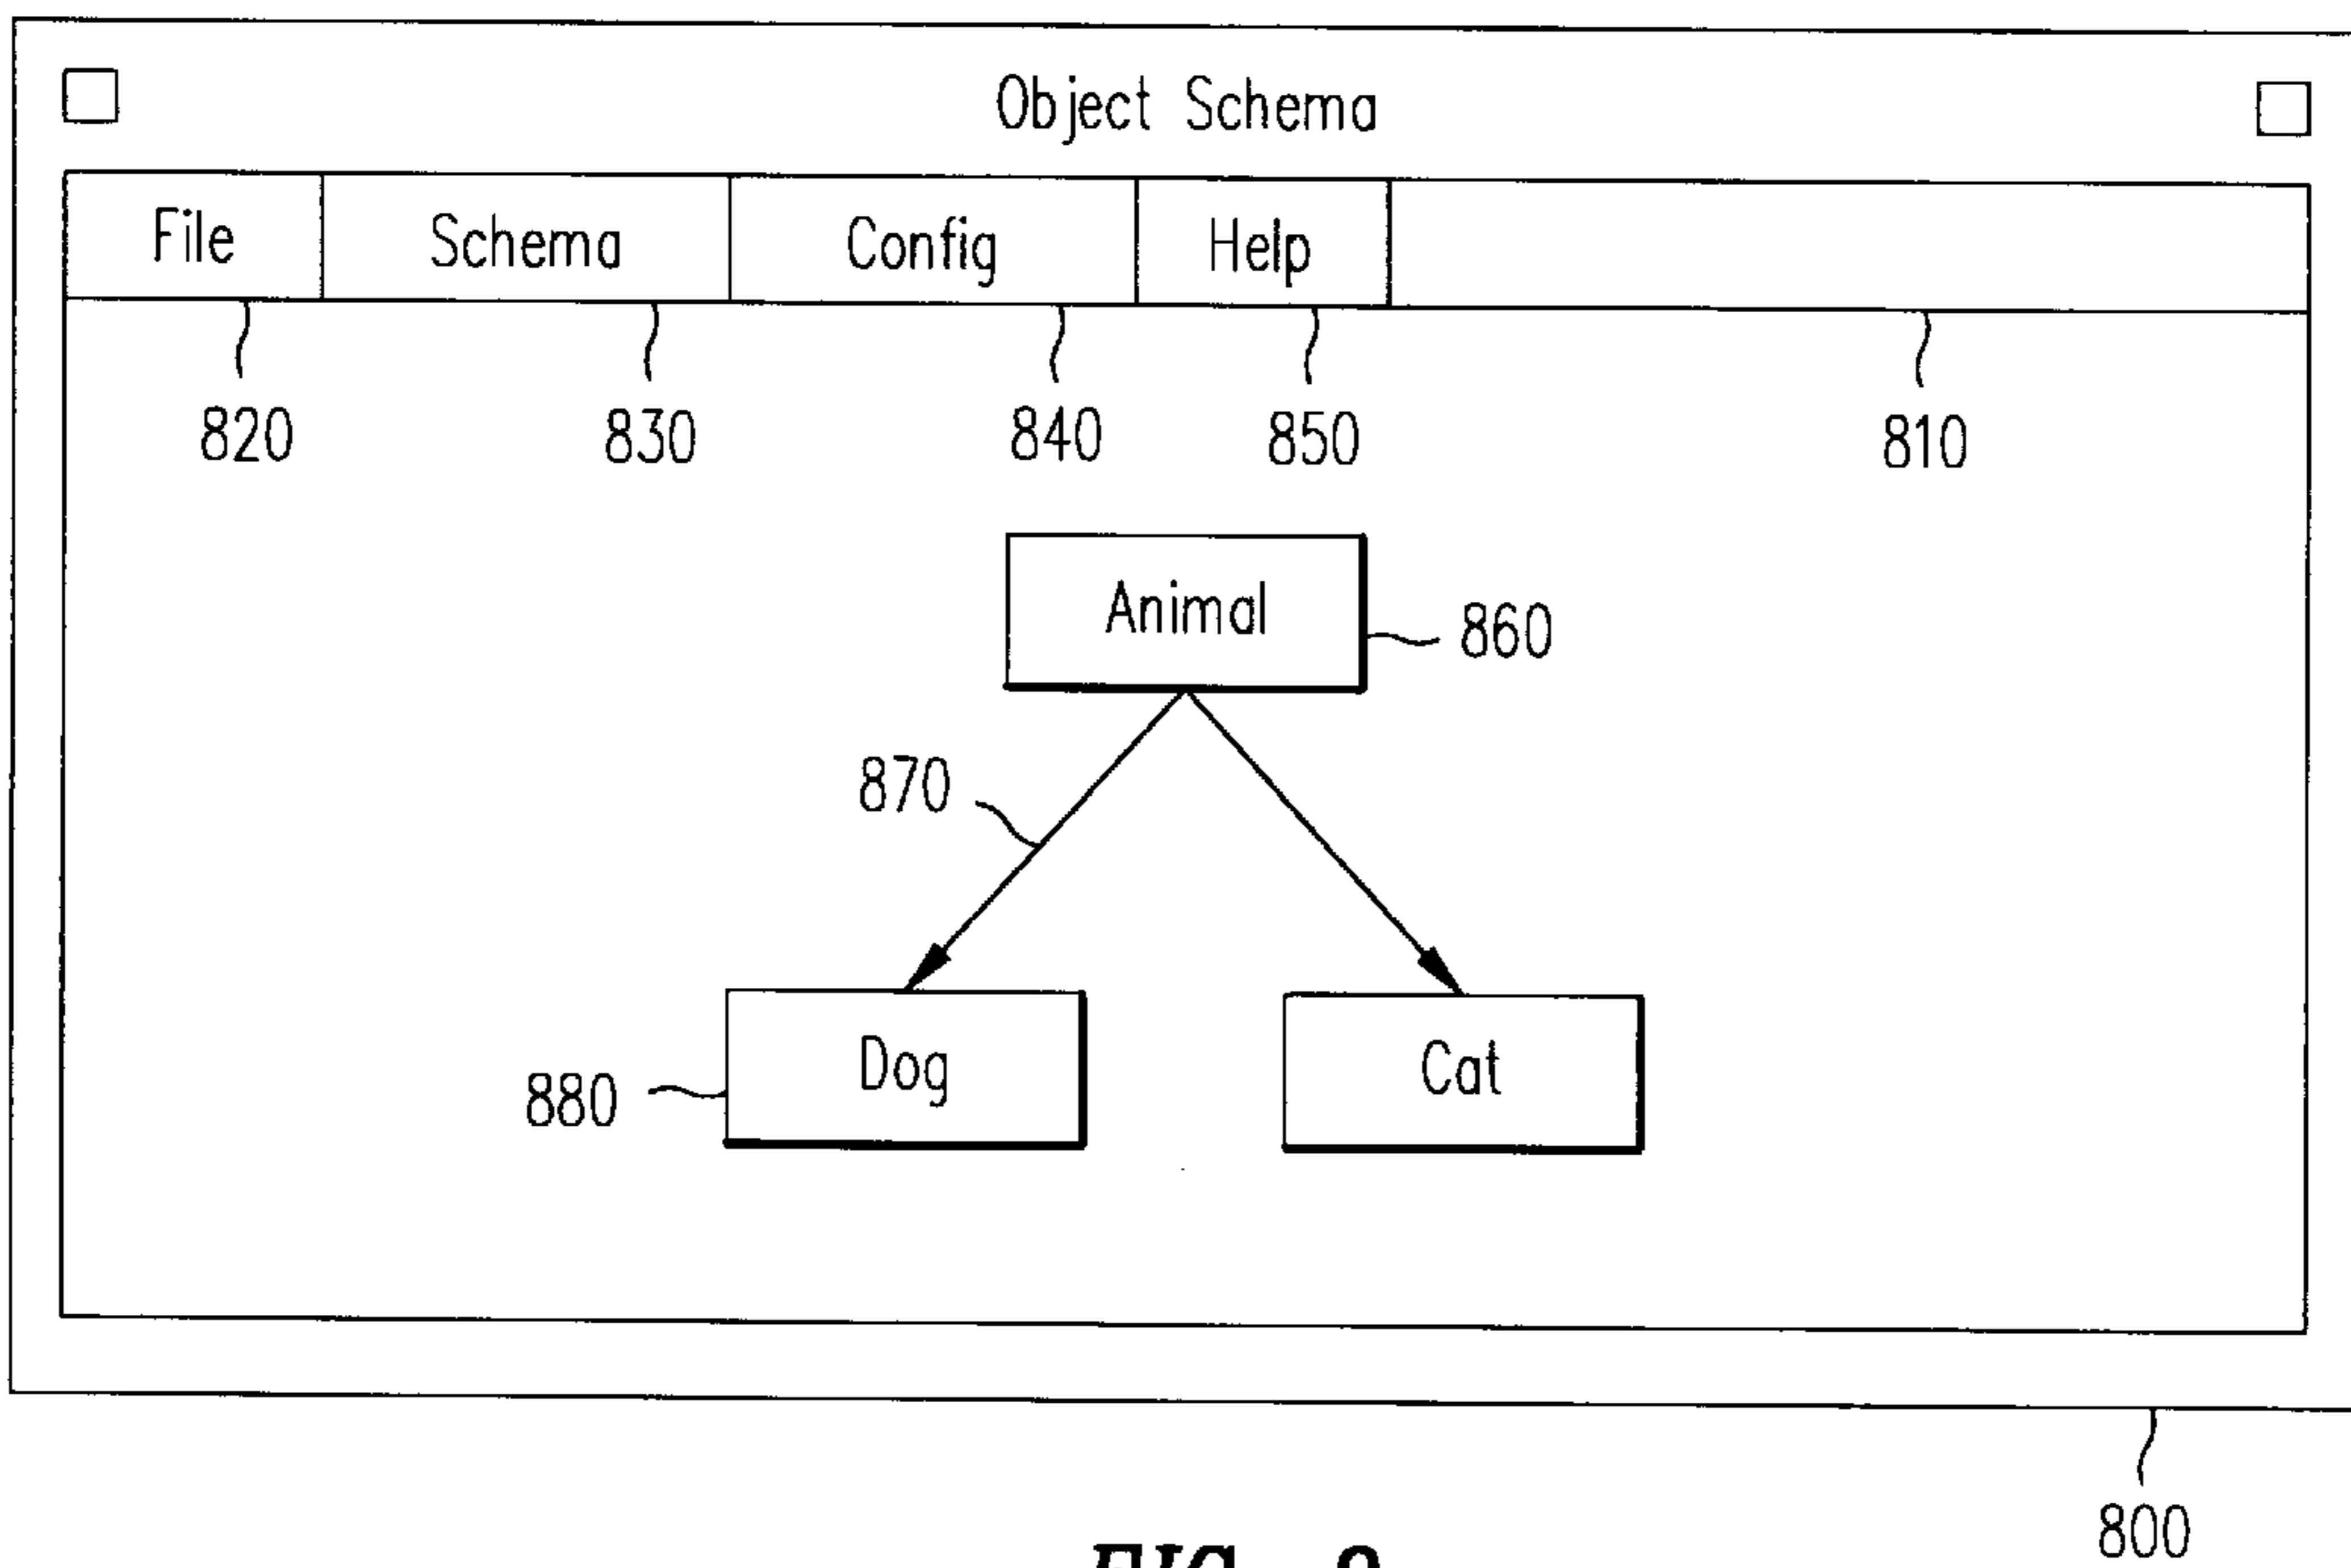 Object Schema
File Schema Config Help
820 830 840 850 810
Animal
860
870
Dog Cat
880
800